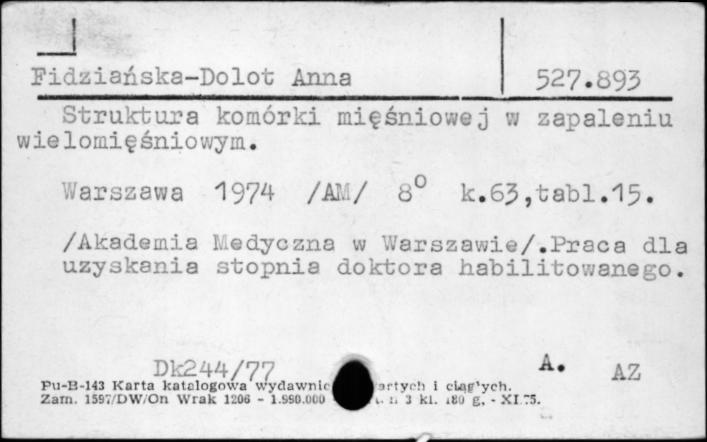 Fidziańska-Dolot Anna 527.893
Struktura komórki mięśniowej w zapaleniu
wielomięśniowym.
Warszawa 1974 /AM/ 8⁰ k.63,tabl.15.
/Akademia Medyczna w Warszawie/.Praca dla
uzyskania stopnia doktora habilitowanego.
Dk244/77 A. AZ
Pu-B-143 Karta katalogowa wydawnic artych i ciągłych.
Zam. 1597/DW/On Wrak 1206 - 1.990.000 3 kl. 180 g. - XI.75.